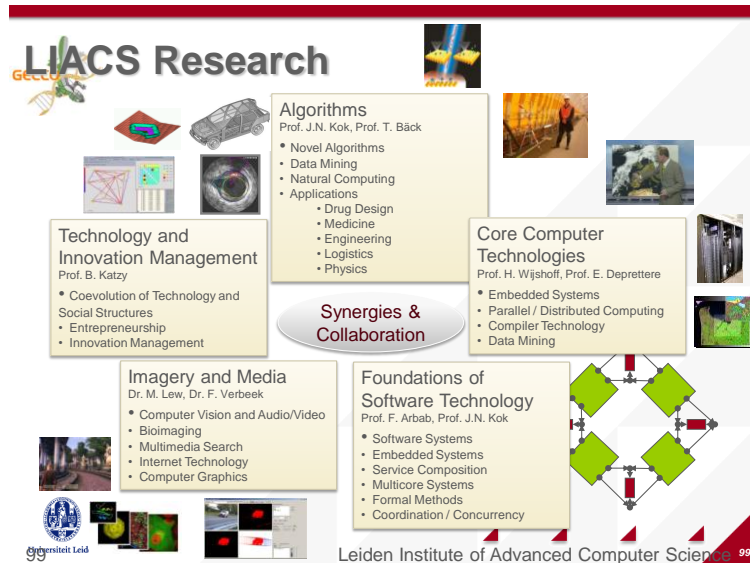 LIACS Research
GECCO
Algorithms
Prof. J.N. Kok, Prof. T. Bäck
• Novel Algorithms
• Data Mining
• Natural Computing
• Applications
• Drug Design
• Medicine
• Engineering
• Logistics
• Physics
Technology and
Innovation Management
Prof. B. Katzy
• Coevolution of Technology and
Social Structures
• Entrepreneurship
• Innovation Management
Core Computer
Technologies
Prof. H. Wijshoff, Prof. E. Deprettere
• Embedded Systems
• Parallel / Distributed Computing
• Compiler Technology
• Data Mining
Synergies &
Collaboration
Imagery and Media
Dr. M. Lew, Dr. F. Verbeek
• Computer Vision and Audio/Video
• Bioimaging
• Multimedia Search
• Internet Technology
• Computer Graphics
Foundations of
Software Technology
Prof. F. Arbab, Prof. J.N. Kok
• Software Systems
• Embedded Systems
• Service Composition
• Multicore Systems
• Formal Methods
• Coordination / Concurrency
Universiteit Leid
99
Leiden Institute of Advanced Computer Science
99